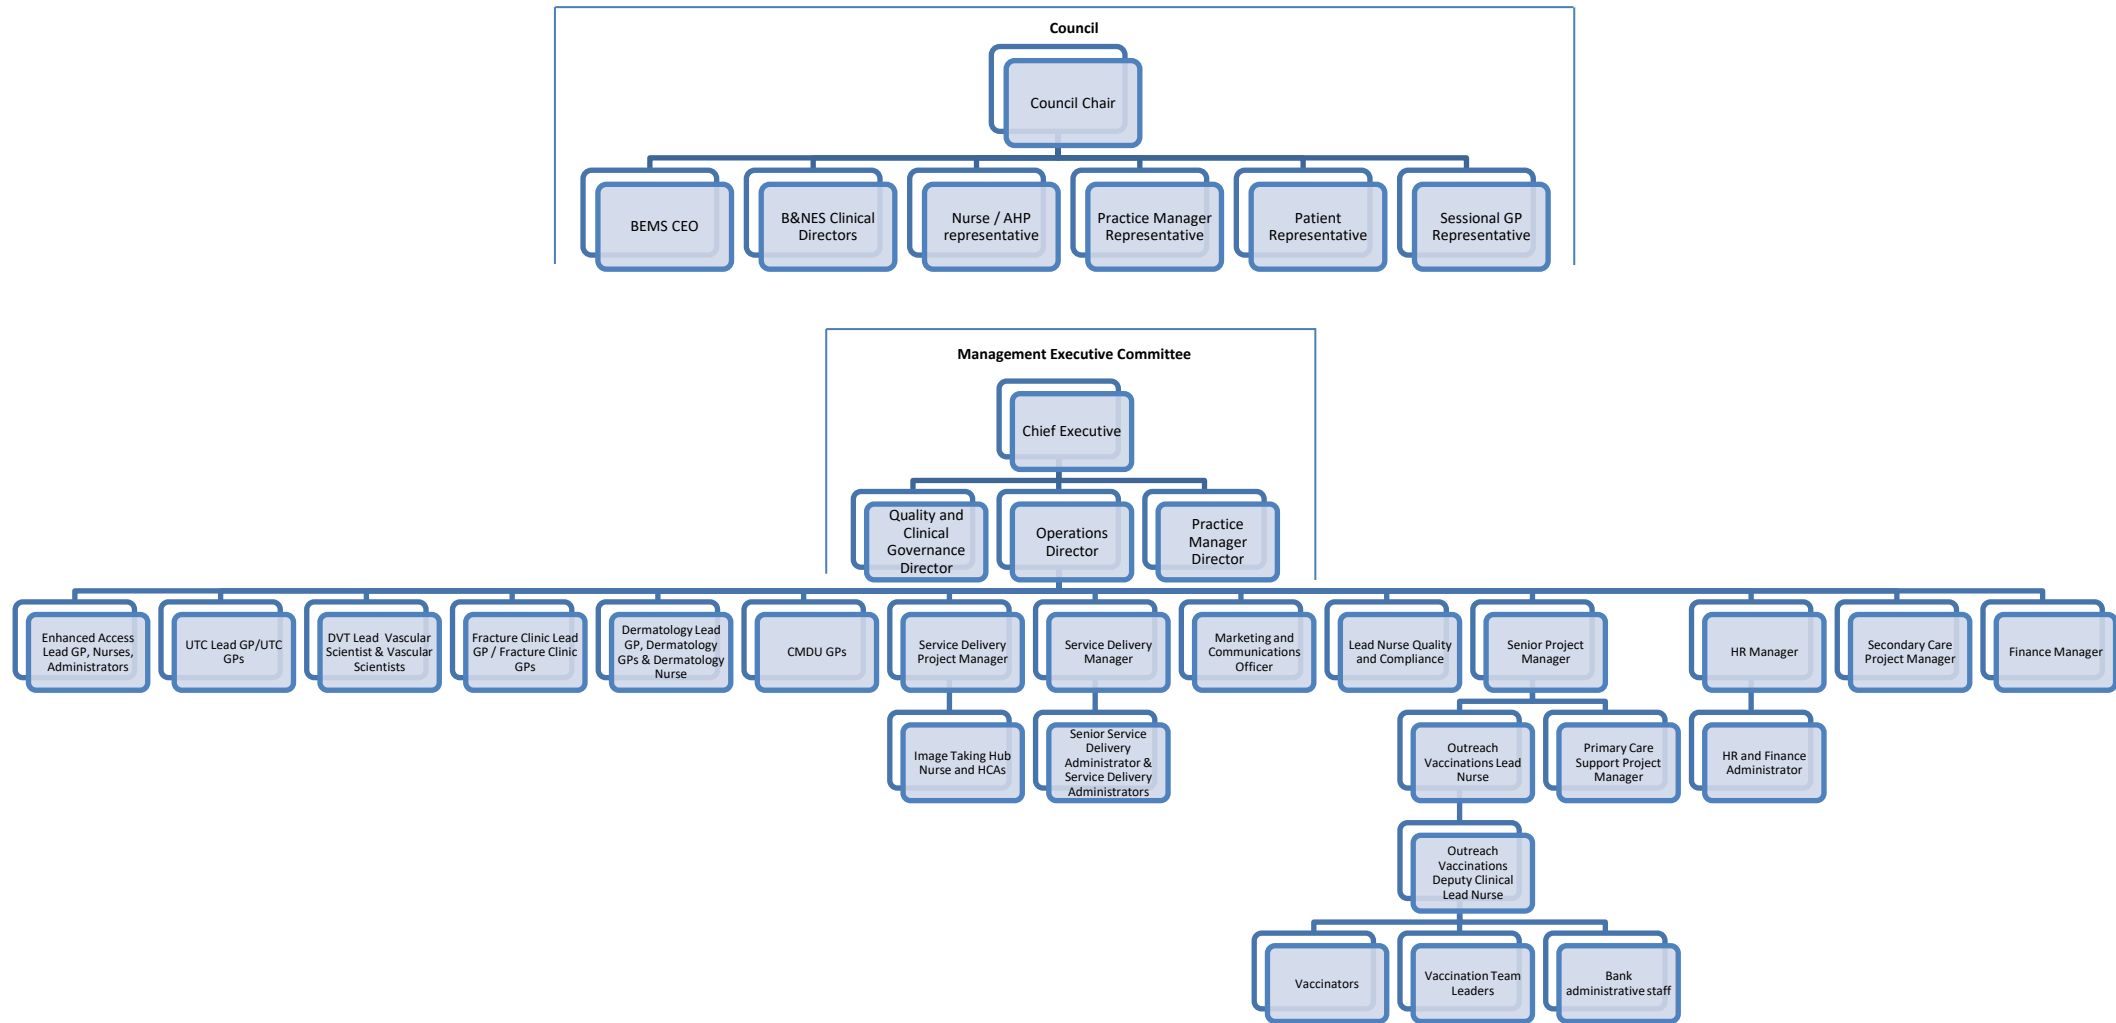 Council
Council Chair
BEMS CEO
B&NES Clinical
Directors
Nurse / AHP
representative
Practice Manager
Representative
Patient
Representative
Sessional GP
Representative
Management Executive Committee
Chief Executive
Quality and
Clinical
Governance
Director
Operations
Director
Practice
Manager
Director
Enhanced Access
Lead GP, Nurses,
Administrators
UTC Lead GP/UTC
GPs
DVT Lead Vascular
Scientist & Vascular
Scientists
Fracture Clinic Lead
GP / Fracture Clinic
GPs
Dermatology Lead
GP, Dermatology
GPs & Dermatology
Nurse
CMDU GPs
Service Delivery
Project Manager
Service Delivery
Manager
Marketing and
Communications
Officer
Lead Nurse Quality
and Compliance
Senior Project
Manager
HR Manager
Secondary Care
Project Manager
Finance Manager
Image Taking Hub
Nurse and HCAs
Senior Service
Delivery
Administrator &
Service Delivery
Administrators
Outreach
Vaccinations Lead
Nurse
Primary Care
Support Project
Manager
HR and Finance
Administrator
Outreach
Vaccinations
Deputy Clinical
Lead Nurse
Vaccinators
Vaccination Team
Leaders
Bank
administrative staff